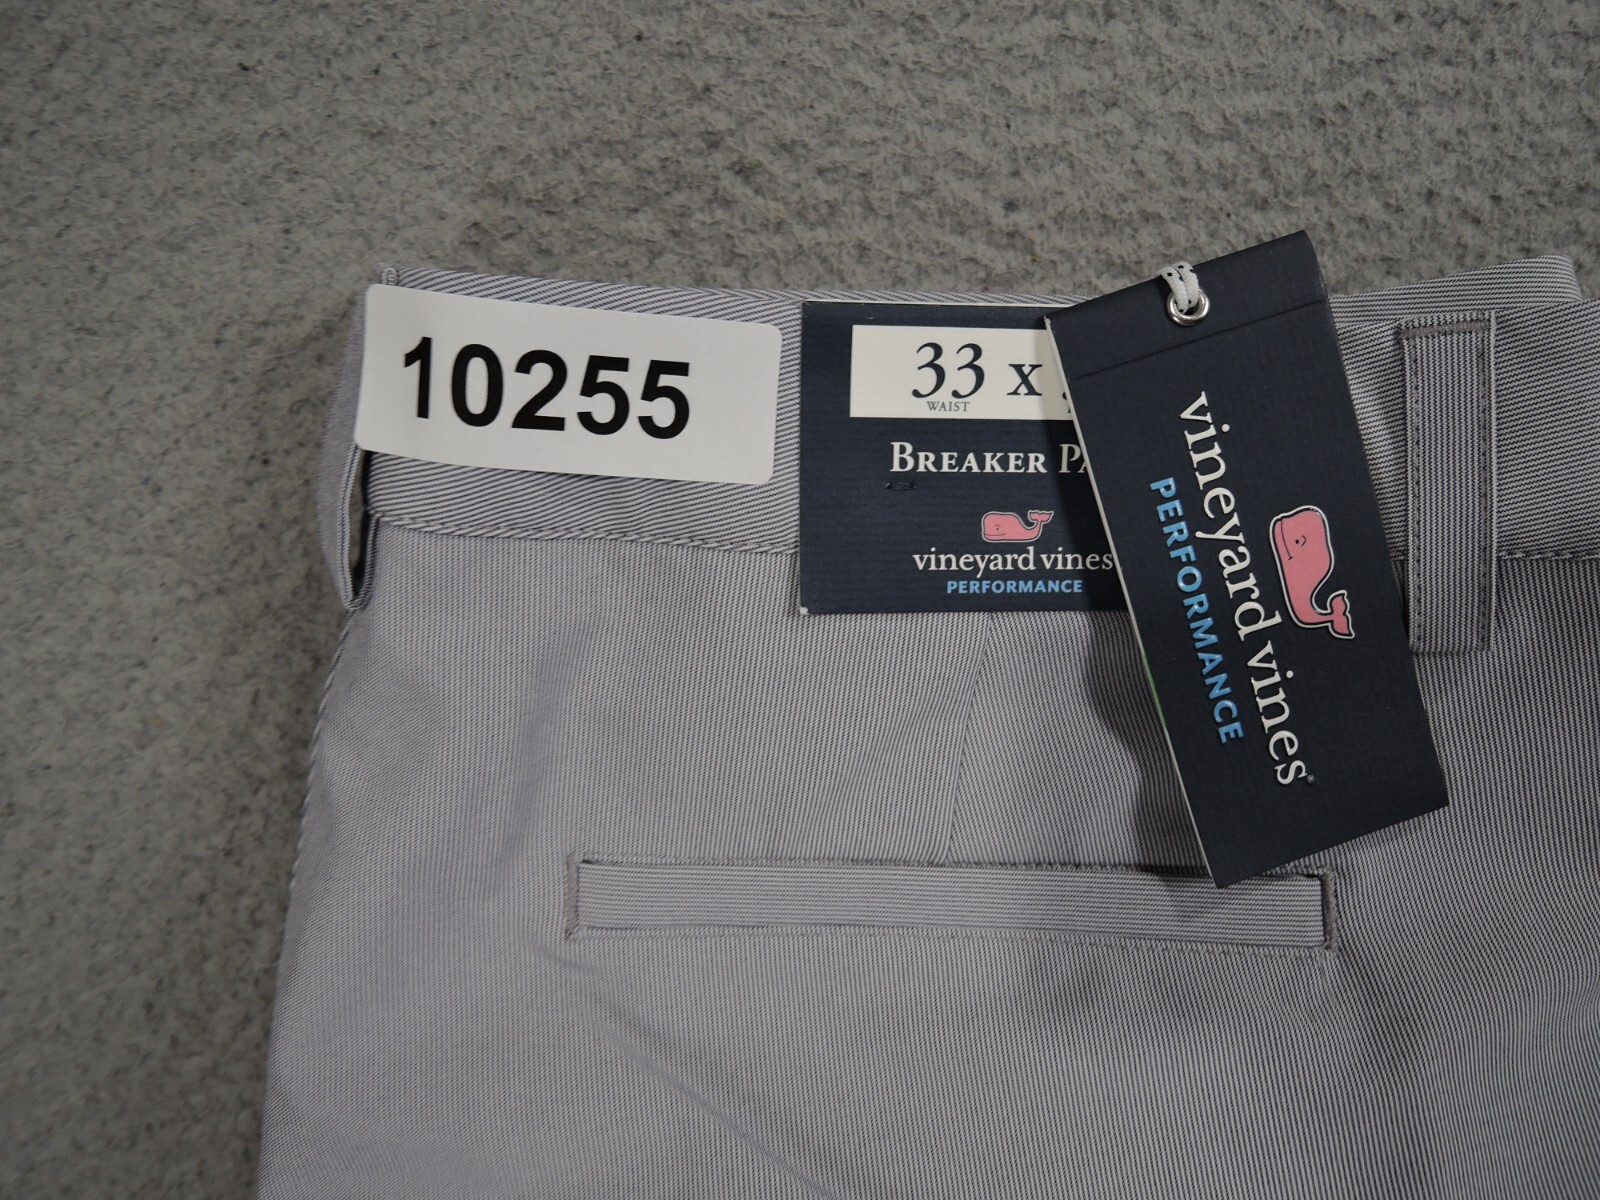 10255
33 x
WAIST
BREAKER
vineyard vines
PERFORMANCE
vineyard vines®
PERFORMANCE